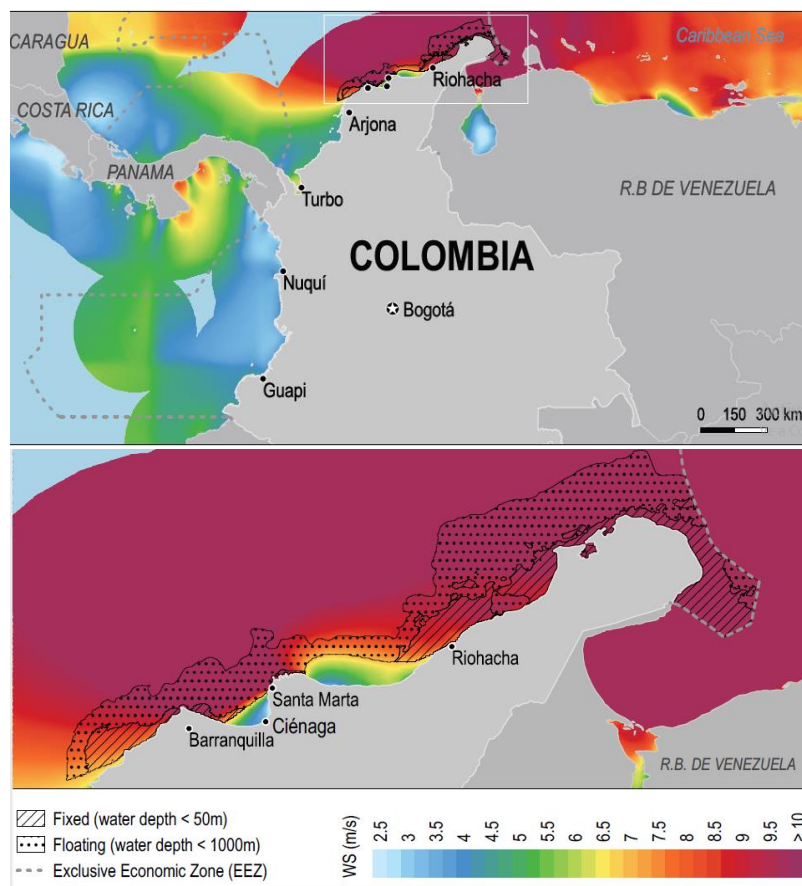 CARAGUA
Caribbean Sea
Riohacha
COSTA RICA
Arjona
PANAMA
R.B DE VENEZUELA
Turbo
COLOMBIA
Nuquí
Bogotá
Guapi
0 150 300 km
Riohacha
Santa Marta
Ciénaga
Barranquilla
R.B. DE VENEZUELA
Fixed (water depth < 50m)
Floating (water depth < 1000m)
Exclusive Economic Zone (EEZ)
WS (m/s)
2.5 3 3.5 4 4.5 5 5.5 6 6.5 7 7.5 8 8.5 9 9.5 >10